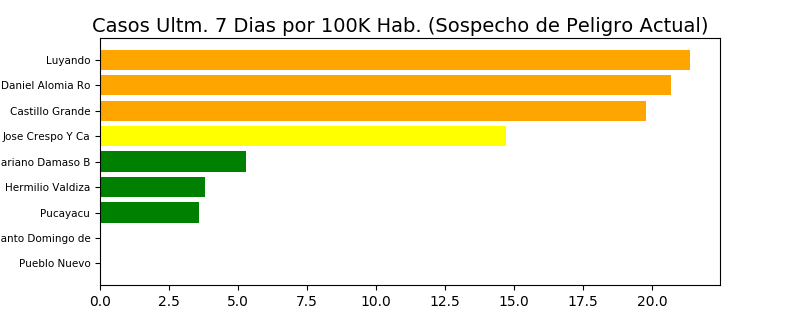 Casos Ultm. 7 Dias por 100K Hab. (Sospecho de Peligro Actual)
Luyando
Daniel Alomia Ro
Castillo Grande
Jose Crespo Y Ca
ariano Damaso B
Hermilio Valdiza
Pucayacu
anto Domingo de
Pueblo Nuevo
0.0 2.5 5.0 7.5 10.0 12.5 15.0 17.5 20.0